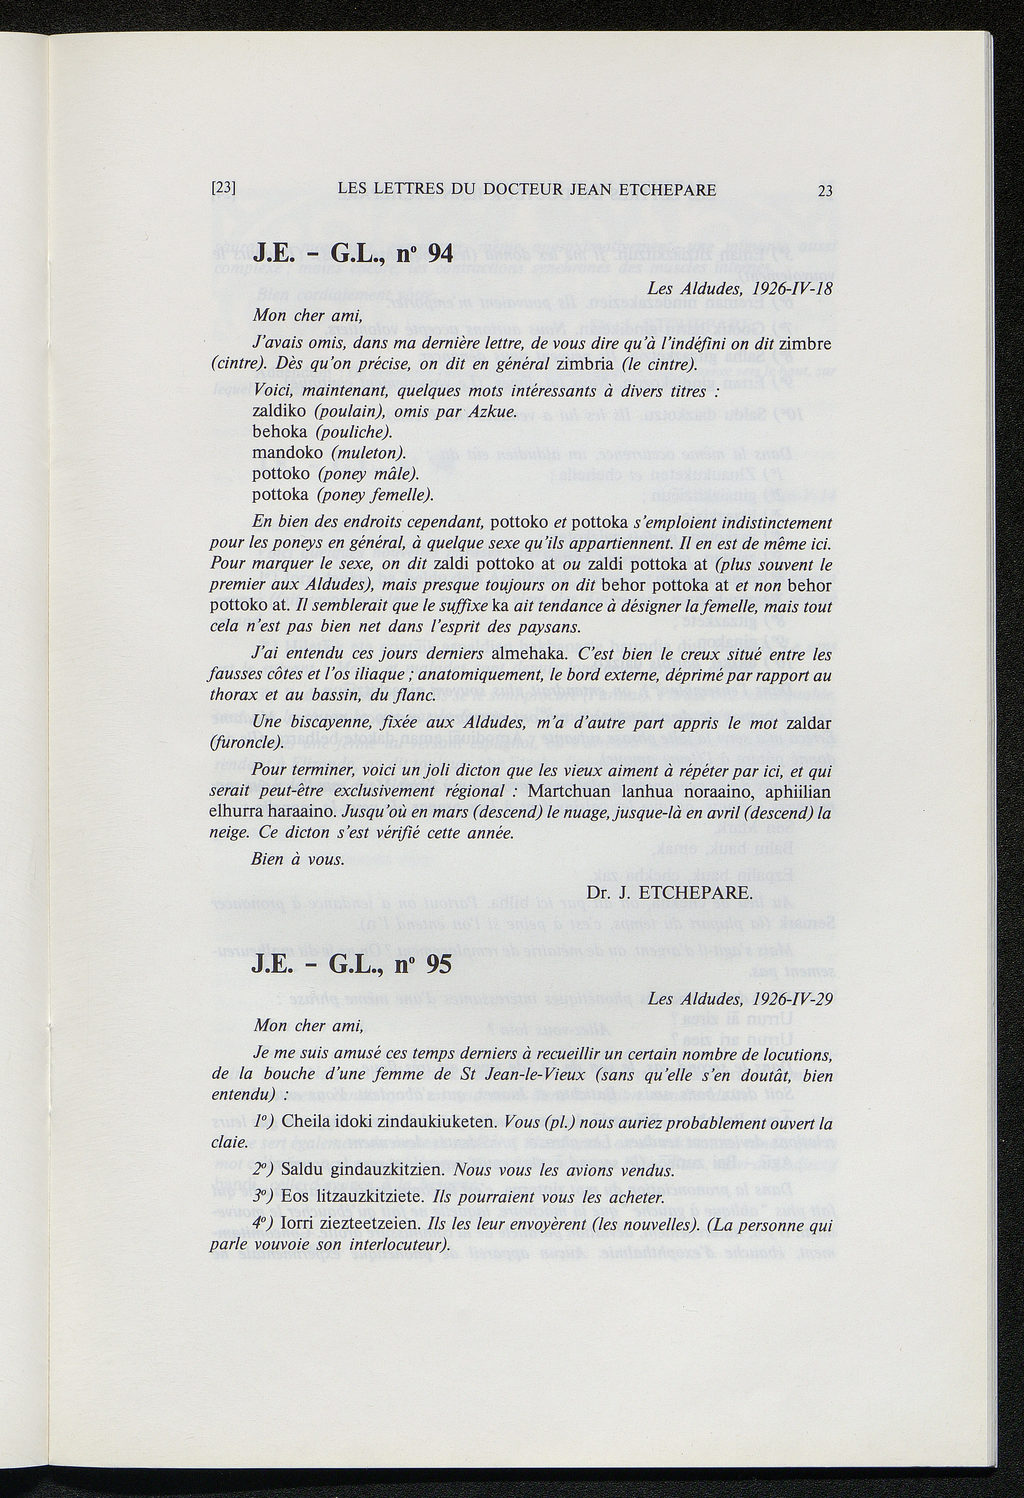 [23] LES LETTRES DU DOCTEUR JEAN ETCHEPARE 23
J.E. - G.L., n° 94
Les Aldudes, 1926-IV-18
Mon cher ami,
J'avais omis, dans ma dernière lettre, de vous dire qu'à l'indéfini on dit zimbre
(cintre). Dès qu'on précise, on dit en général zimbria (le cintre).
Voici, maintenant, quelques mots intéressants à divers titres :
zaldiko (poulain), omis par Azkue.
behoka (pouliche).
mandoko (muleton).
pottoko (poney mâle).
pottoka (poney femelle).
En bien des endroits cependant, pottoko et pottoka s'emploient indistinctement
pour les poneys en général, à quelque sexe qu'ils appartiennent. Il en est de même ici.
Pour marquer le sexe, on dit zaldi pottoko at ou zaldi pottoka at (plus souvent le
premier aux Aldudes), mais presque toujours on dit behor pottoka at et non behor
pottoko at. Il semblerait que le suffixe ka ait tendance à désigner la femelle, mais tout
cela n'est pas bien net dans l'esprit des paysans.
J'ai entendu ces jours derniers almehaka. C'est bien le creux situé entre les
fausses côtes et l'os iliaque ; anatomiquement, le bord externe, déprimé par rapport au
thorax et au bassin, du flanc.
Une biscayenne, fixée aux Aldudes, m'a d'autre part appris le mot zaldar
(furoncle).
Pour terminer, voici un joli dicton que les vieux aiment à répéter par ici, et qui
serait peut-être exclusivement régional : Martchuan lanhua noraaino, aphiilian
elhurra haraaino. Jusqu'où en mars (descend) le nuage, jusque-là en avril (descend) la
neige. Ce dicton s'est vérifié cette année.
Bien à vous.
Dr. J. ETCHEPARE.
J.E. - G.L., n° 95
Les Aldudes, 1926-IV-29
Mon cher ami,
Je me suis amusé ces temps derniers à recueillir un certain nombre de locutions,
de la bouche d'une femme de St Jean-le-Vieux (sans qu'elle s'en doutât, bien
entendu) :
1°) Cheila idoki zindaukiuketen. Vous (pl.) nous auriez probablement ouvert la
claie.
2°) Saldu gindauzkitzien. Nous vous les avions vendus.
3°) Eos litzauzkitziete. Ils pourraient vous les acheter.
4°) Iorri ziezteetzeien. Ils les leur envoyèrent (les nouvelles). (La personne qui
parle vouvoie son interlocuteur).